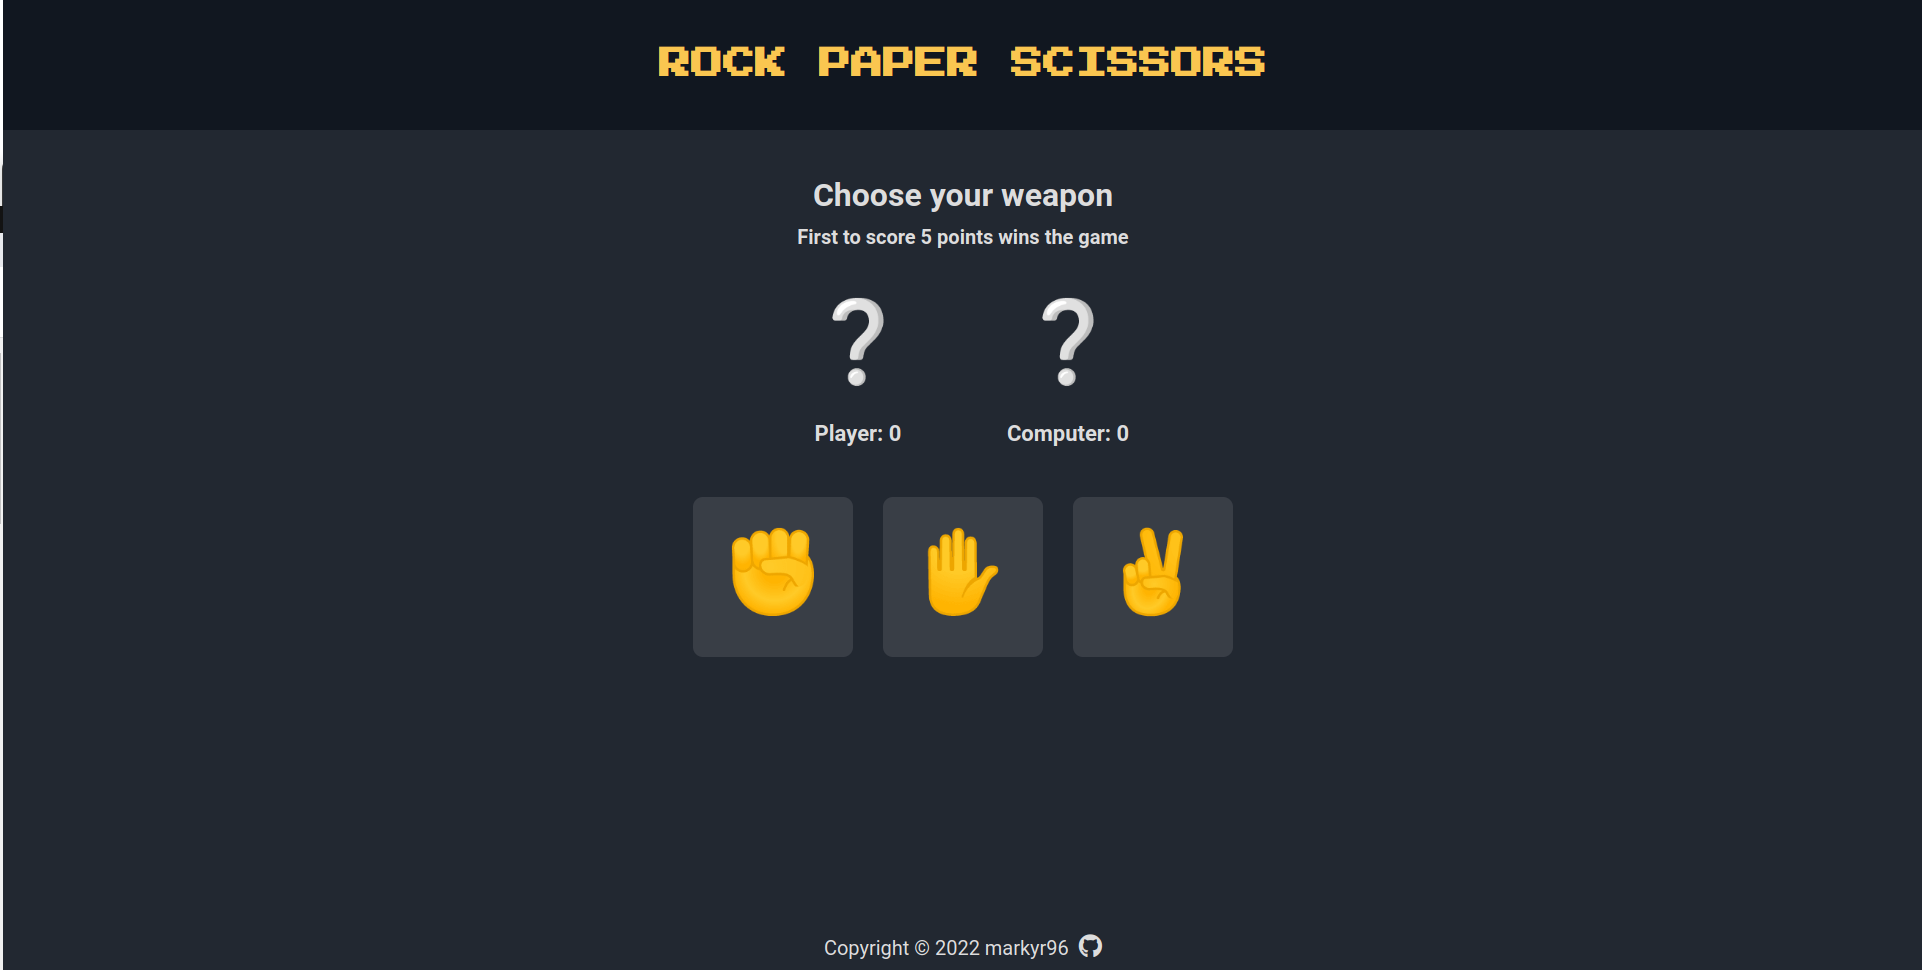 ROCK PAPER SCISSORS
Choose your weapon
First to score 5 points wins the game
Player: 0
Computer: 0
Copyright © 2022 markyr96